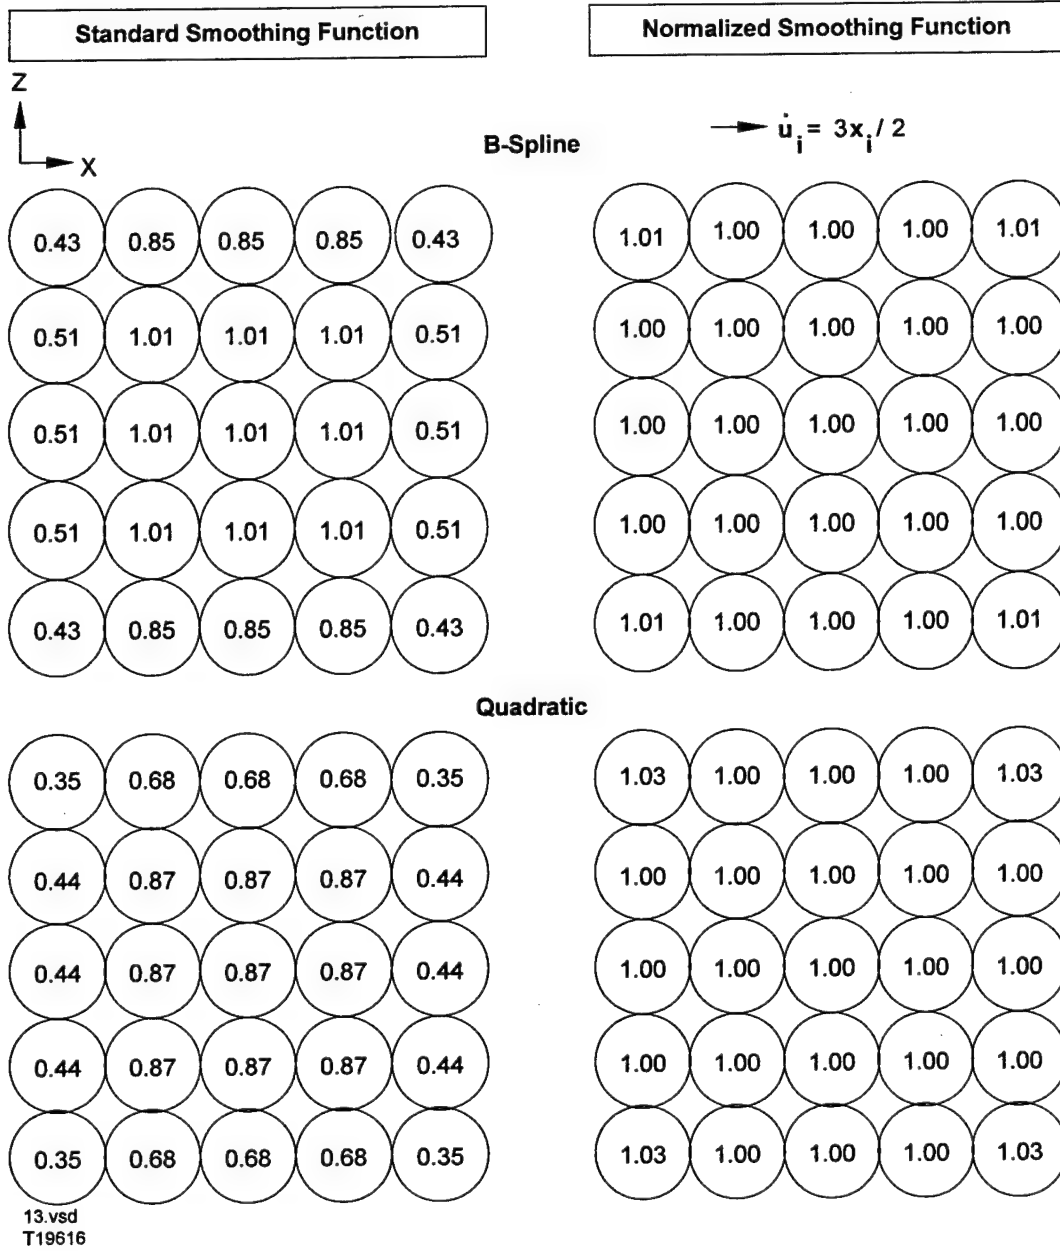 Standard Smoothing Function
Normalized Smoothing Function
Z
X
B-Spline
u̇i = 3xi / 2
0.43 0.85 0.85 0.85 0.43
1.01 1.00 1.00 1.00 1.01
0.51 1.01 1.01 1.01 0.51
1.00 1.00 1.00 1.00 1.00
0.51 1.01 1.01 1.01 0.51
1.00 1.00 1.00 1.00 1.00
0.51 1.01 1.01 1.01 0.51
1.00 1.00 1.00 1.00 1.00
0.43 0.85 0.85 0.85 0.43
1.01 1.00 1.00 1.00 1.01
Quadratic
0.35 0.68 0.68 0.68 0.35
1.03 1.00 1.00 1.00 1.03
0.44 0.87 0.87 0.87 0.44
1.00 1.00 1.00 1.00 1.00
0.44 0.87 0.87 0.87 0.44
1.00 1.00 1.00 1.00 1.00
0.44 0.87 0.87 0.87 0.44
1.00 1.00 1.00 1.00 1.00
0.35 0.68 0.68 0.68 0.35
1.03 1.00 1.00 1.00 1.03
13.vsd
T19616